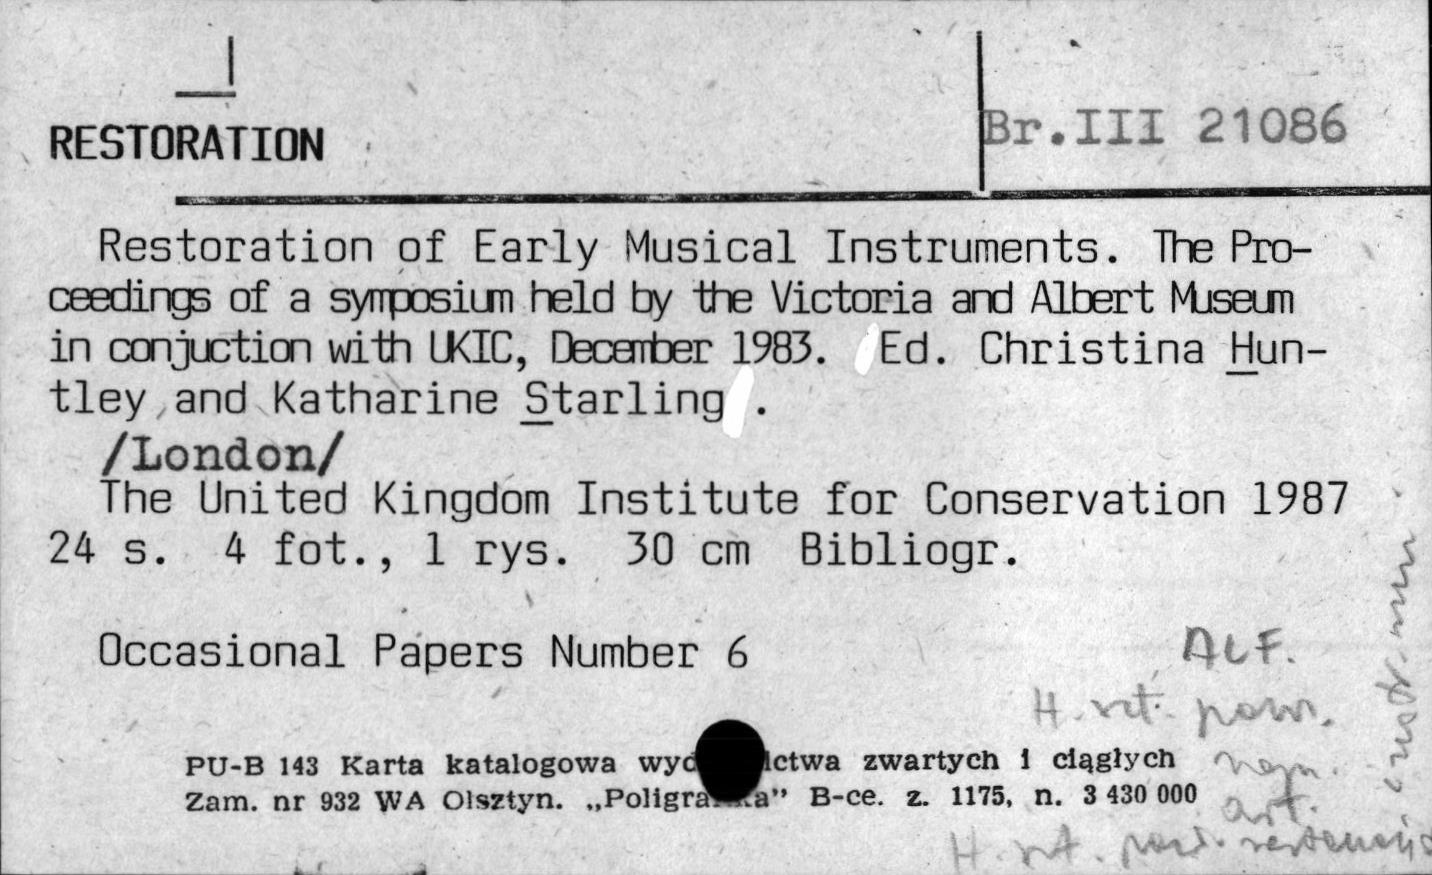 RESTORATION
Br.III 21086
Restoration of Early Musical Instruments. The Pro-
ceedings of a symposium held by the Victoria and Albert Museum
in conjuction with UKIC, December 1983. Ed. Christina Hun-
tley and Katharine Starling .
/London/
The United Kingdom Institute for Conservation 1987
24 s. 4 fot., 1 rys. 30 cm Bibliogr.
Occasional Papers Number 6
ALF.
H. szt. pow.
art.
PU-B 143 Karta katalogowa zwartych i ciągłych
Zam. nr 932 WA Olsztyn. B-ce. z. 1175, n. 3 430 000